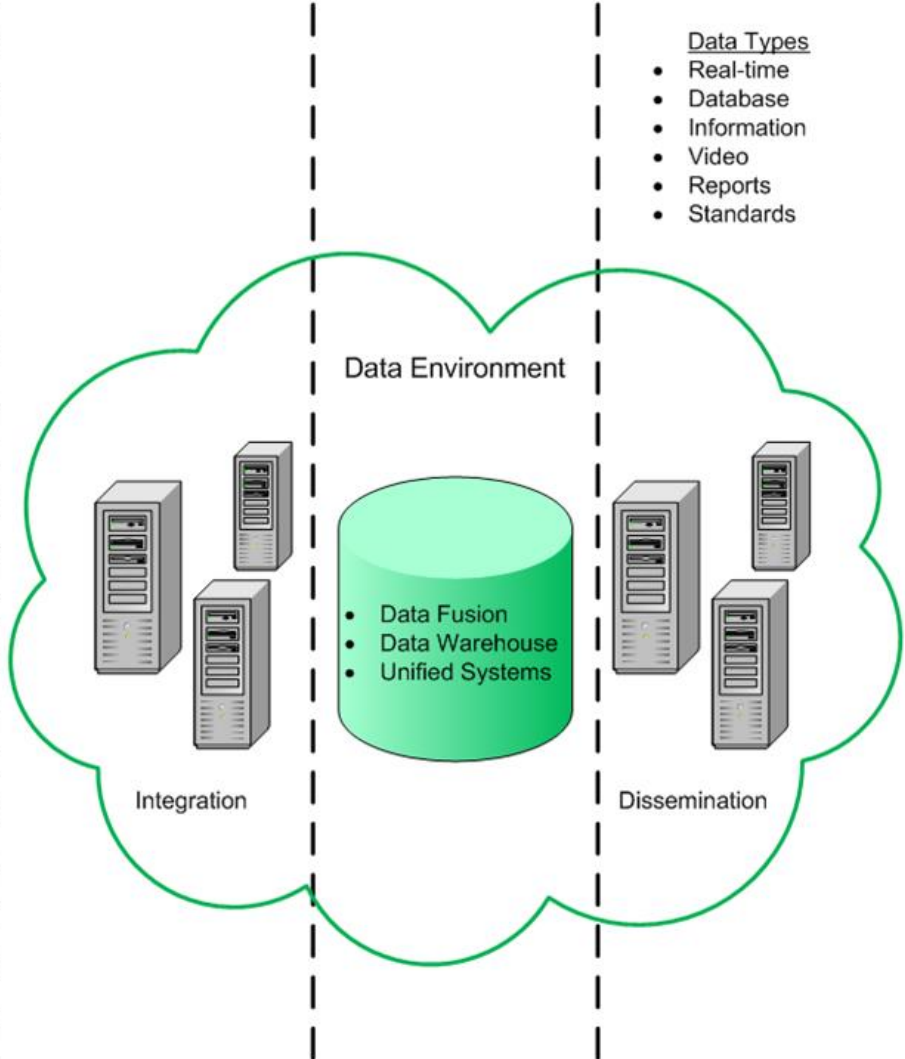 Data Types
• Real-time
• Database
• Information
• Video
• Reports
• Standards
Data Environment
• Data Fusion
• Data Warehouse
• Unified Systems
Integration
Dissemination